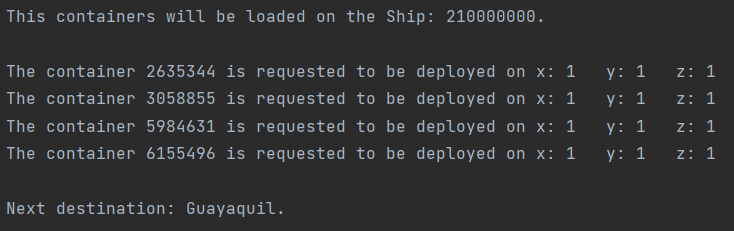 This containers will be loaded on the Ship: 210000000.
The container 2635344 is requested to be deployed on x: 1   y: 1   z: 1
The container 3058855 is requested to be deployed on x: 1   y: 1   z: 1
The container 5984631 is requested to be deployed on x: 1   y: 1   z: 1
The container 6155496 is requested to be deployed on x: 1   y: 1   z: 1
Next destination: Guayaquil.